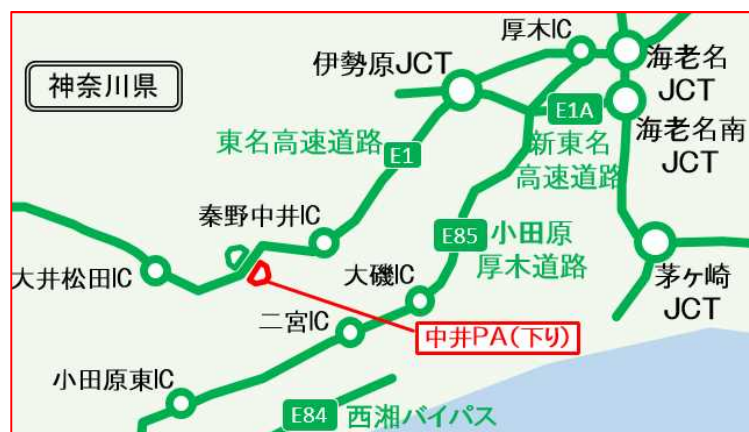 神奈川県
厚木IC
伊勢原JCT
海老名
JCT
E1A
東名高速道路
E1
新東名
高速道路
海老名南
JCT
秦野中井IC
E85
小田原
厚木道路
大井松田IC
大磯IC
茅ヶ崎
JCT
二宮IC
中井PA(下り)
小田原東IC
E84
西湘バイパス